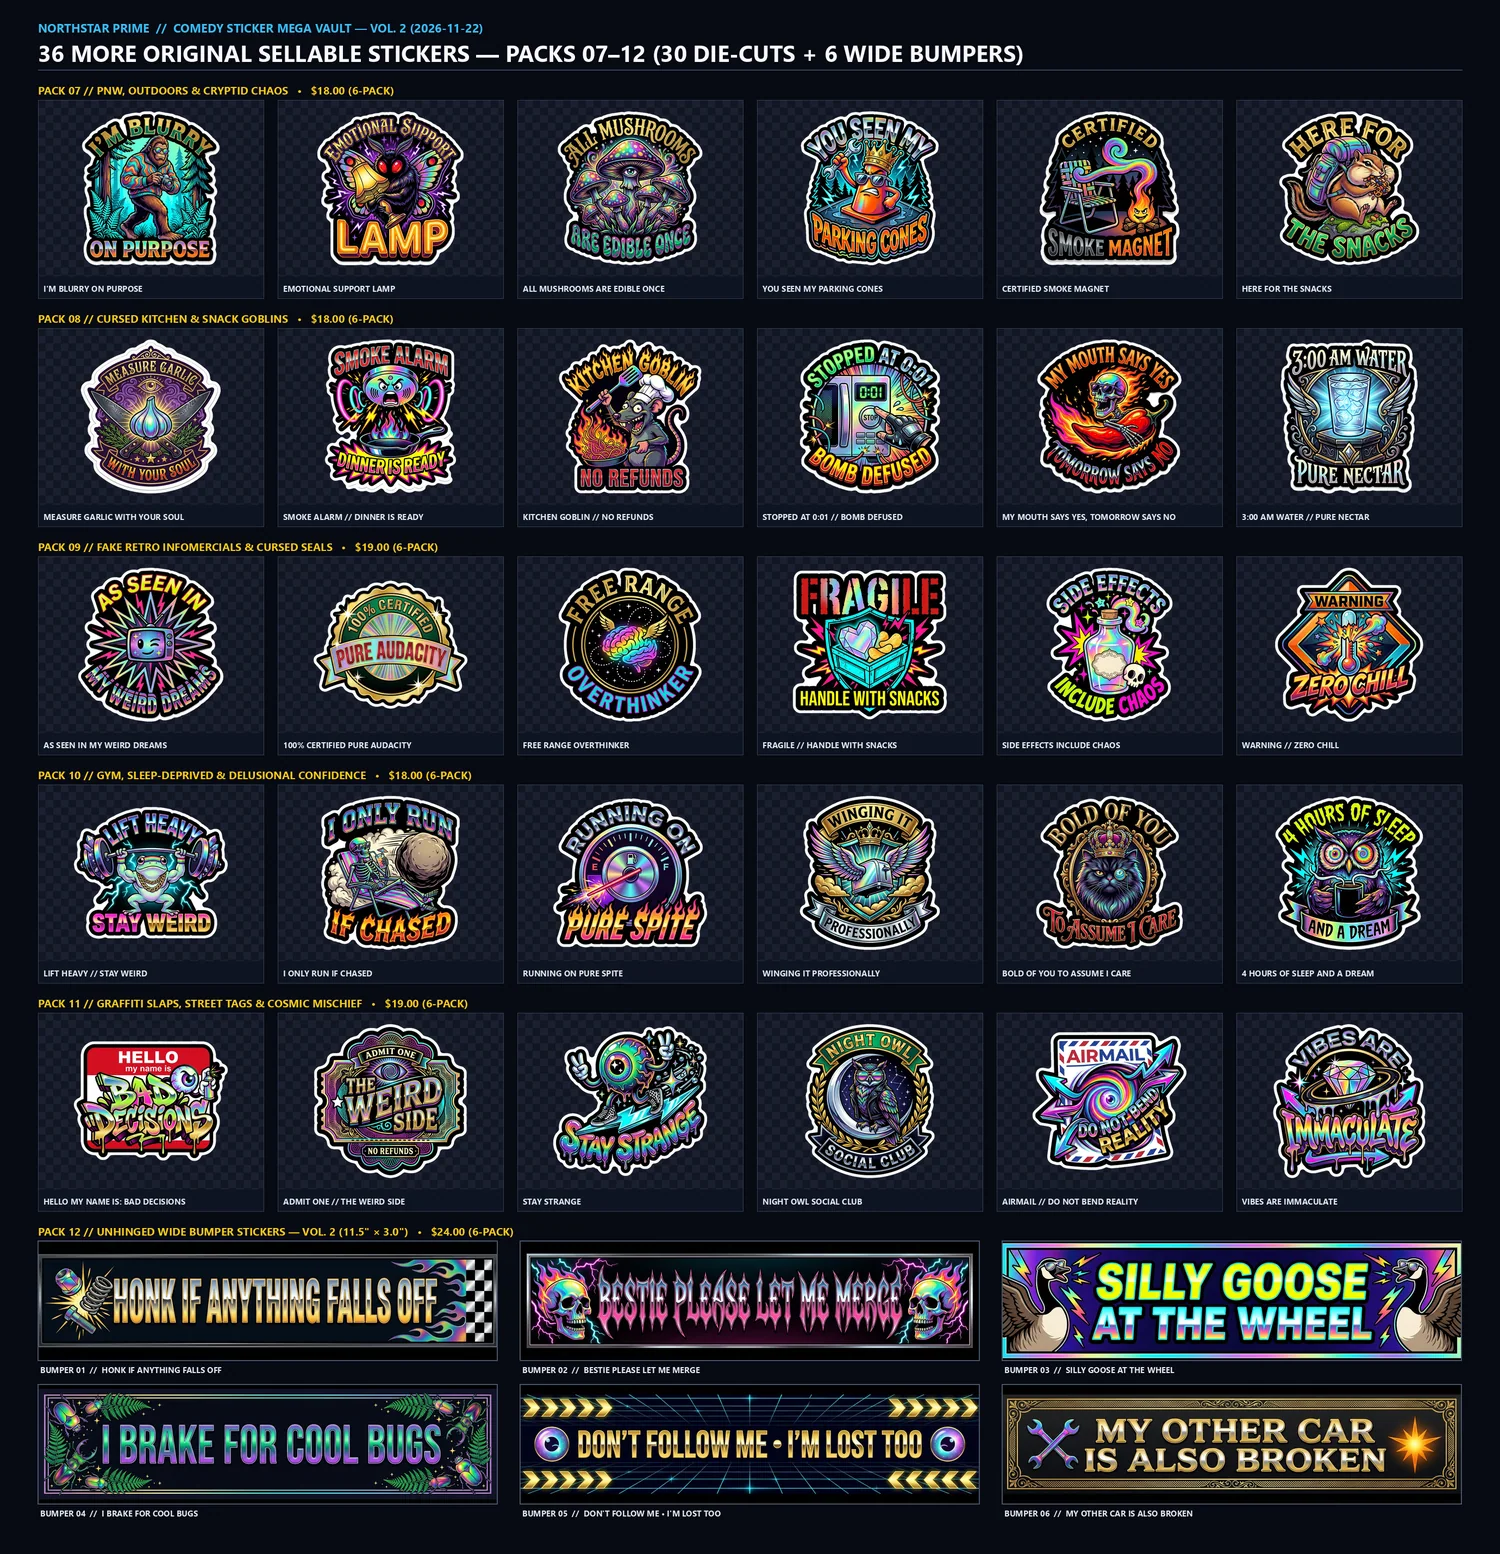 NORTHSTAR PRIME // COMEDY STICKER MEGA VAULT — VOL. 2 (2026-11-22)
36 MORE ORIGINAL SELLABLE STICKERS — PACKS 07–12 (30 DIE-CUTS + 6 WIDE BUMPERS)
PACK 07 // PNW, OUTDOORS & CRYPTID CHAOS • $18.00 (6-PACK)
I'M BLURRY
ON PURPOSE
EMOTIONAL SUPPORT
LAMP
ALL MUSHROOMS
ARE EDIBLE ONCE
YOU SEEN MY
PARKING CONES
CERTIFIED
SMOKE MAGNET
HERE FOR
THE SNACKS
I'M BLURRY ON PURPOSE
EMOTIONAL SUPPORT LAMP
ALL MUSHROOMS ARE EDIBLE ONCE
YOU SEEN MY PARKING CONES
CERTIFIED SMOKE MAGNET
HERE FOR THE SNACKS
PACK 08 // CURSED KITCHEN & SNACK GOBLINS • $18.00 (6-PACK)
MEASURE GARLIC
WITH YOUR SOUL
SMOKE ALARM
DINNER IS READY
KITCHEN GOBLIN
NO REFUNDS
STOPPED AT 0:01
0:01
STOP
BOMB DEFUSED
MY MOUTH SAYS YES
TOMORROW SAYS NO
3:00 AM WATER
PURE NECTAR
MEASURE GARLIC WITH YOUR SOUL
SMOKE ALARM // DINNER IS READY
KITCHEN GOBLIN // NO REFUNDS
STOPPED AT 0:01 // BOMB DEFUSED
MY MOUTH SAYS YES, TOMORROW SAYS NO
3:00 AM WATER // PURE NECTAR
PACK 09 // FAKE RETRO INFOMERCIALS & CURSED SEALS • $19.00 (6-PACK)
AS SEEN IN
MY WEIRD DREAMS
100% CERTIFIED
PURE AUDACITY
FREE RANGE
OVERTHINKER
FRAGILE
HANDLE WITH SNACKS
SIDE EFFECTS
INCLUDE CHAOS
WARNING
ZERO CHILL
AS SEEN IN MY WEIRD DREAMS
100% CERTIFIED PURE AUDACITY
FREE RANGE OVERTHINKER
FRAGILE // HANDLE WITH SNACKS
SIDE EFFECTS INCLUDE CHAOS
WARNING // ZERO CHILL
PACK 10 // GYM, SLEEP-DEPRIVED & DELUSIONAL CONFIDENCE • $18.00 (6-PACK)
LIFT HEAVY
STAY WEIRD
I ONLY RUN
IF CHASED
RUNNING ON
E F
PURE SPITE
WINGING IT
PROFESSIONALLY
BOLD OF YOU
TO ASSUME I CARE
4 HOURS OF SLEEP
AND A DREAM
LIFT HEAVY // STAY WEIRD
I ONLY RUN IF CHASED
RUNNING ON PURE SPITE
WINGING IT PROFESSIONALLY
BOLD OF YOU TO ASSUME I CARE
4 HOURS OF SLEEP AND A DREAM
PACK 11 // GRAFFITI SLAPS, STREET TAGS & COSMIC MISCHIEF • $19.00 (6-PACK)
HELLO
my name is
BAD
DECISIONS
ADMIT ONE
THE
WEIRD
SIDE
NO REFUNDS
STAY STRANGE
NIGHT OWL
SOCIAL CLUB
AIRMAIL
DO NOT BEND
REALITY
VIBES ARE
IMMACULATE
HELLO MY NAME IS: BAD DECISIONS
ADMIT ONE // THE WEIRD SIDE
STAY STRANGE
NIGHT OWL SOCIAL CLUB
AIRMAIL // DO NOT BEND REALITY
VIBES ARE IMMACULATE
PACK 12 // UNHINGED WIDE BUMPER STICKERS — VOL. 2 (11.5" × 3.0") • $24.00 (6-PACK)
HONK IF ANYTHING FALLS OFF
BESTIE PLEASE LET ME MERGE
SILLY GOOSE
AT THE WHEEL
BUMPER 01 // HONK IF ANYTHING FALLS OFF
BUMPER 02 // BESTIE PLEASE LET ME MERGE
BUMPER 03 // SILLY GOOSE AT THE WHEEL
I BRAKE FOR COOL BUGS
DON'T FOLLOW ME • I'M LOST TOO
MY OTHER CAR
IS ALSO BROKEN
BUMPER 04 // I BRAKE FOR COOL BUGS
BUMPER 05 // DON'T FOLLOW ME • I'M LOST TOO
BUMPER 06 // MY OTHER CAR IS ALSO BROKEN